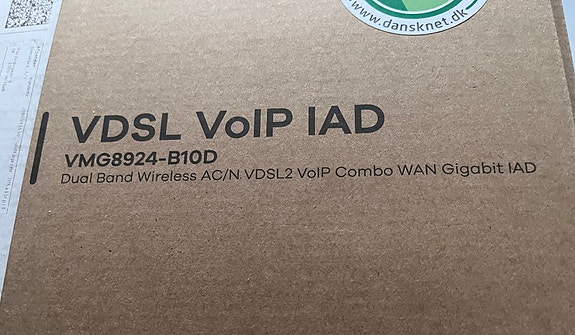 www.dansknet.dk
VDSL VoIP IAD
VMG8924-B10D
Dual Band Wireless AC/N VDSL2 VoIP Combo WAN Gigabit IAD